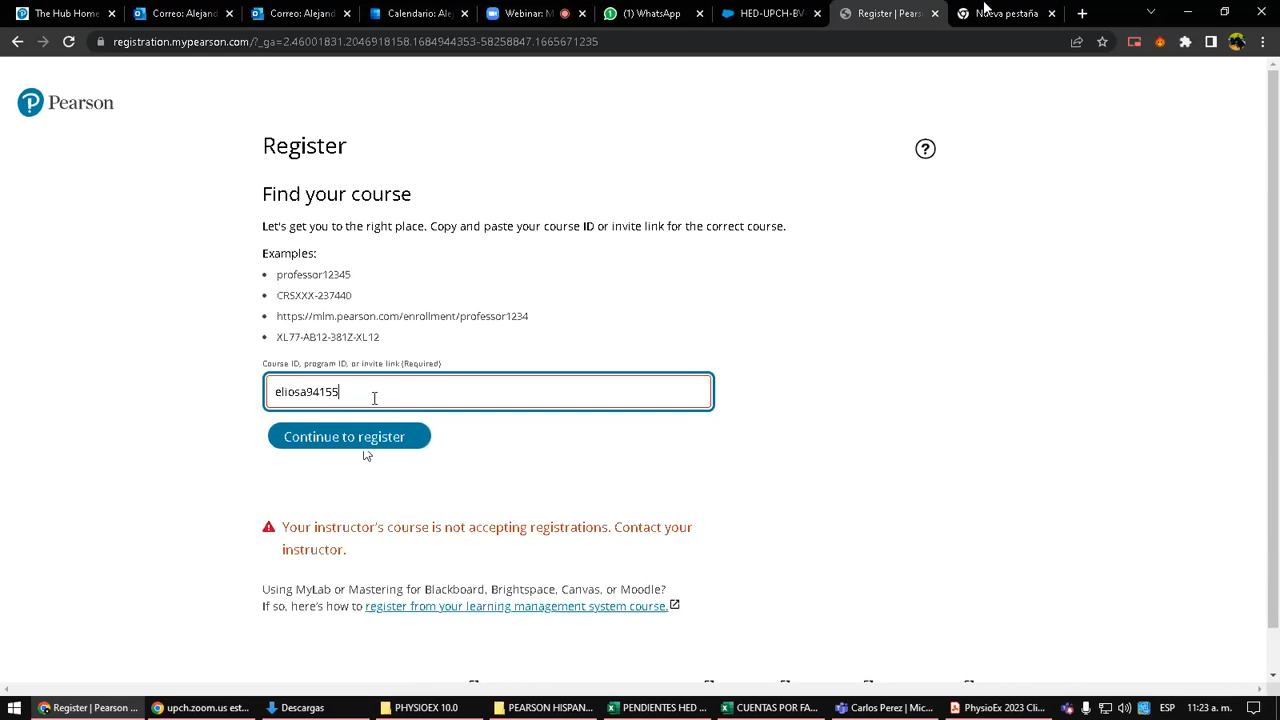 The Hub Home
Correo: Alejand
Correo: Alejand
Calendario: Alejan
Webinar: M
(1) WhatsApp
HED-UPCH-BV-
Register | Pears
Nueva pestaña
registration.mypearson.com/?_ga=2.46001831.2046918158.1684944353-58258847.1665671235
Pearson
Register
?
Find your course
Let's get you to the right place. Copy and paste your course ID or invite link for the correct course.
Examples:
professor12345
CRSXXX-237440
https://mlm.pearson.com/enrollment/professor1234
XL77-AB12-381Z-XL12
Course ID, program ID, or invite link (Required)
eliosa94155
Continue to register
Your instructor's course is not accepting registrations. Contact your
instructor.
Using MyLab or Mastering for Blackboard, Brightspace, Canvas, or Moodle?
If so, here's how to register from your learning management system course.
Register | Pearson ...
upch.zoom.us est...
Descargas
PHYSIOEX 10.0
PEARSON HISPAN...
PENDIENTES HED ...
CUENTAS POR FA...
Carlos Perez | Mic...
PhysioEx 2023 Cli...
ESP
11:23 a. m.